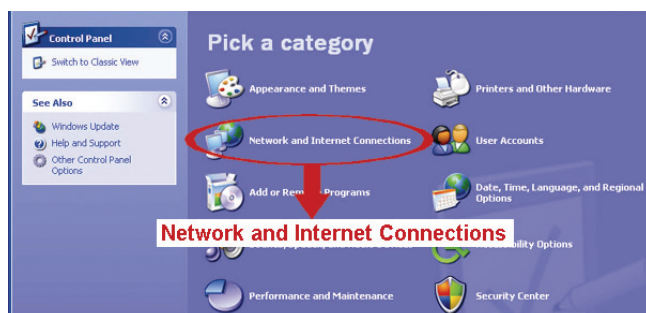 Control Panel
Switch to Classic View
See Also
Windows Update
Help and Support
Other Control Panel
Options
Pick a category
Appearance and Themes
Printers and Other Hardware
Network and Internet Connections
User Accounts
Add or Programs
Date, Time, Language, and Regional
Options
Network and Internet Connections
Options
Performance and Maintenance
Security Center